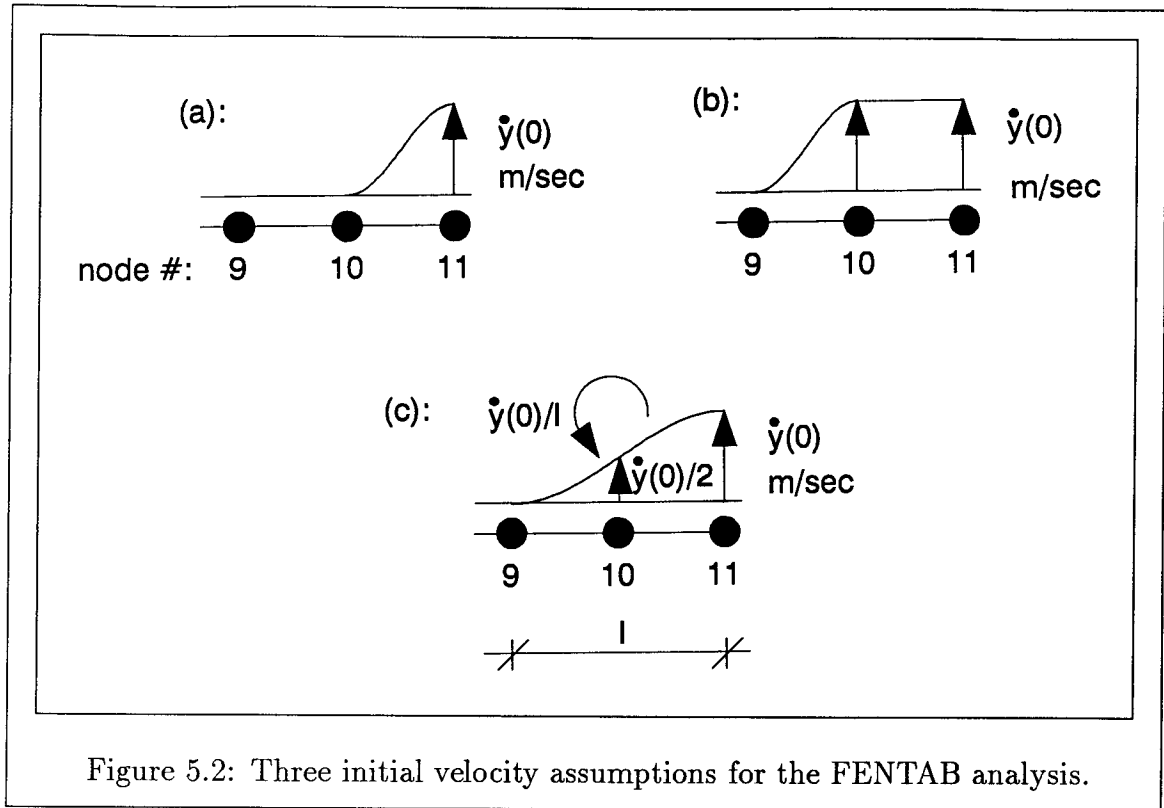 (a):
ẏ(0)
m/sec
node #: 9 10 11
(b):
ẏ(0)
m/sec
9 10 11
(c):
ẏ(0)/l
ẏ(0)/2
ẏ(0)
m/sec
9 10 11
l
Figure 5.2: Three initial velocity assumptions for the FENTAB analysis.